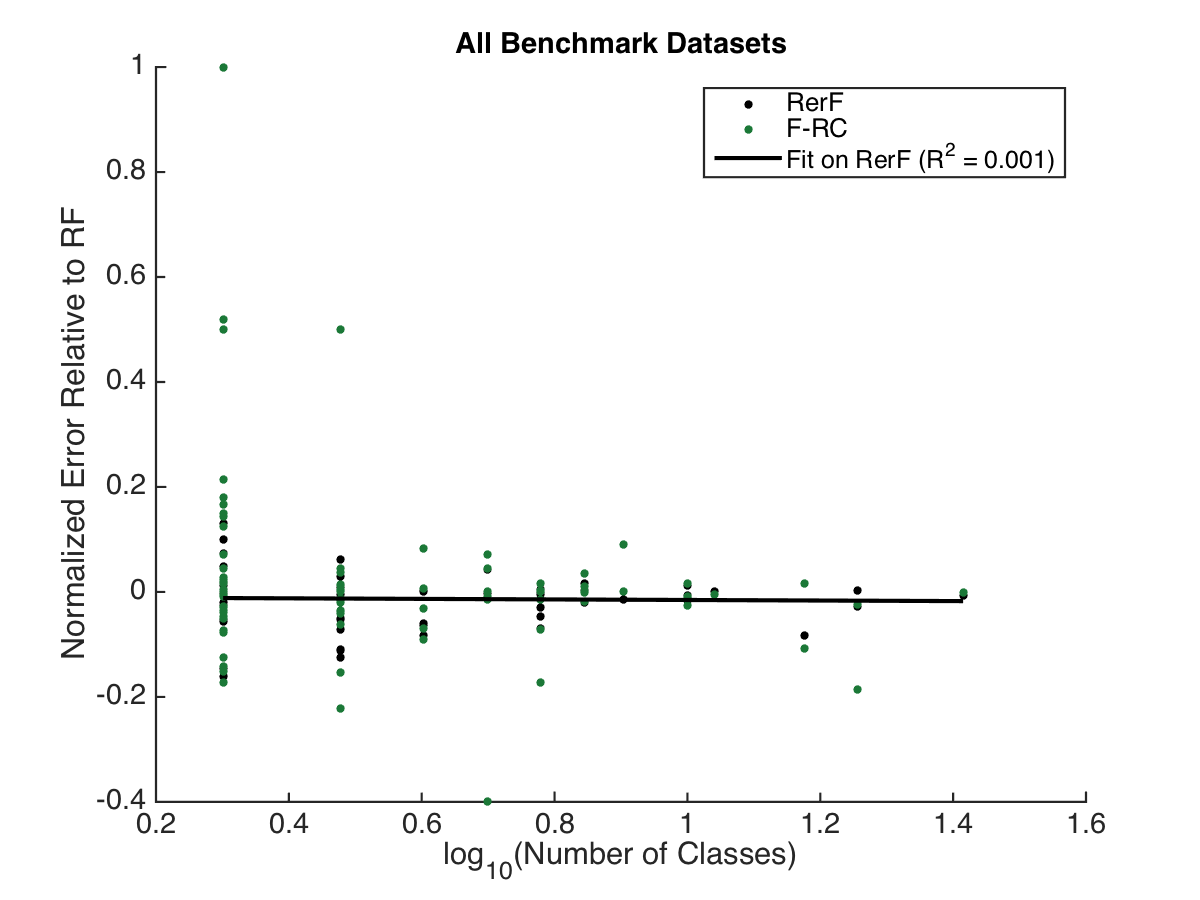 All Benchmark Datasets
RerF
F-RC
Fit on RerF (R² = 0.001)
Normalized Error Relative to RF
1
0.8
0.6
0.4
0.2
0
-0.2
-0.4
0.2 0.4 0.6 0.8 1 1.2 1.4 1.6
log₁₀(Number of Classes)